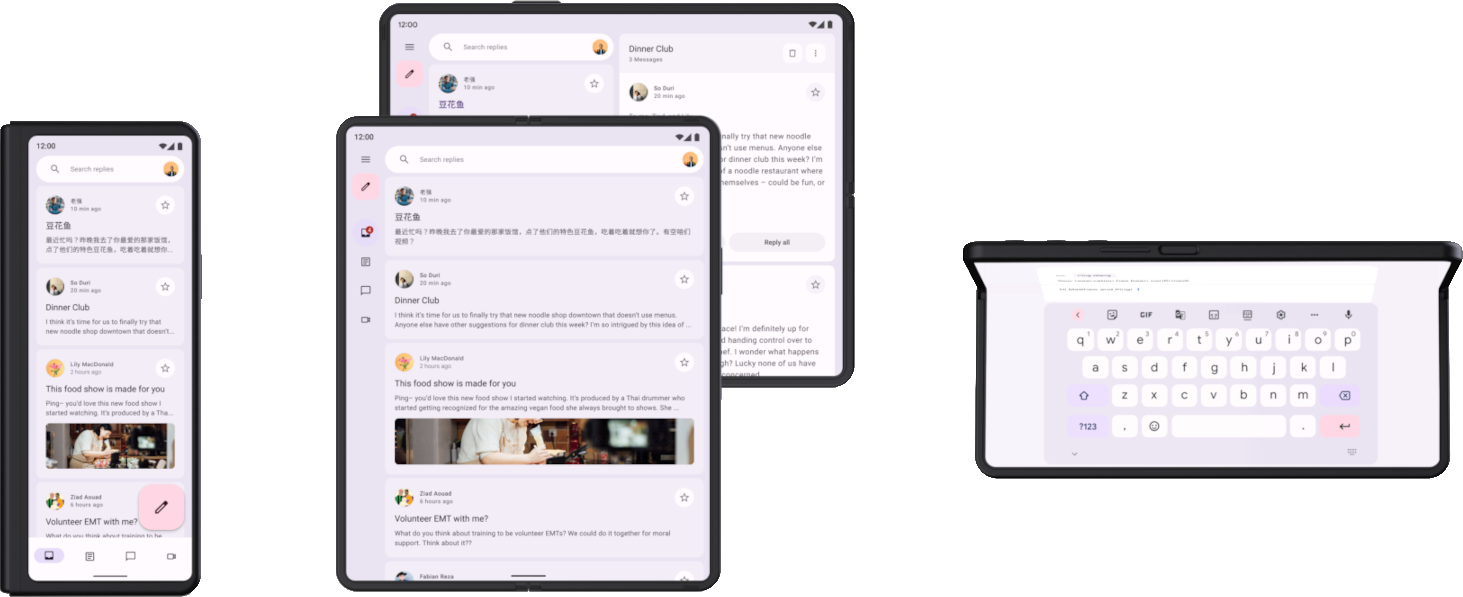 12:00
Search replies
老强
10 min ago
豆花鱼
最近忙吗？昨晚我去了你最爱的那家饭馆，
点了他们的特色豆花鱼，吃着吃着就想你...
So Duri
20 min ago
Dinner Club
I think it's time for us to finally try that
new noodle shop downtown that doesn't...
Lily MacDonald
2 hours ago
This food show is made for you
Ping– you'd love this new food show I
started watching. It's produced by a Tha...
Ziad Aouad
6 hours ago
Volunteer EMT with me?
What do you think about training to be
12:00
Search replies
老强
10 min ago
豆花鱼
Dinner Club
3 Messages
So Duri
20 min ago
finally try that new noodle
n't use menus. Anyone else
or dinner club this week? I'm
of a noodle restaurant where
hemselves – could be fun, or
Reply all
ace! I'm definitely up for
d handing control over to
ef. I wonder what happens
gh? Lucky none of us have
concerned
12:00
Search replies
4
老强
10 min ago
豆花鱼
最近忙吗？昨晚我去了你最爱的那家饭馆，点了他们的特色豆花鱼，吃着吃着就想你了。有空咱们
视频？
So Duri
20 min ago
Dinner Club
I think it's time for us to finally try that new noodle shop downtown that doesn't use menus.
Anyone else have other suggestions for dinner club this week? I'm so intrigued by this idea of ...
Lily MacDonald
2 hours ago
This food show is made for you
Ping– you'd love this new food show I started watching. It's produced by a Thai drummer who
started getting recognized for the amazing vegan food she always brought to shows. She ...
Ziad Aouad
6 hours ago
Volunteer EMT with me?
What do you think about training to be volunteer EMTs? We could do it together for moral
support. Think about it??
Fabian Reza
Hi Matthew and Ping!
GIF
q1 w2 e3 r4 t5 y6 u7 i8 o9 p0
a s d f g h j k l
z x c v b n m
?123 , .